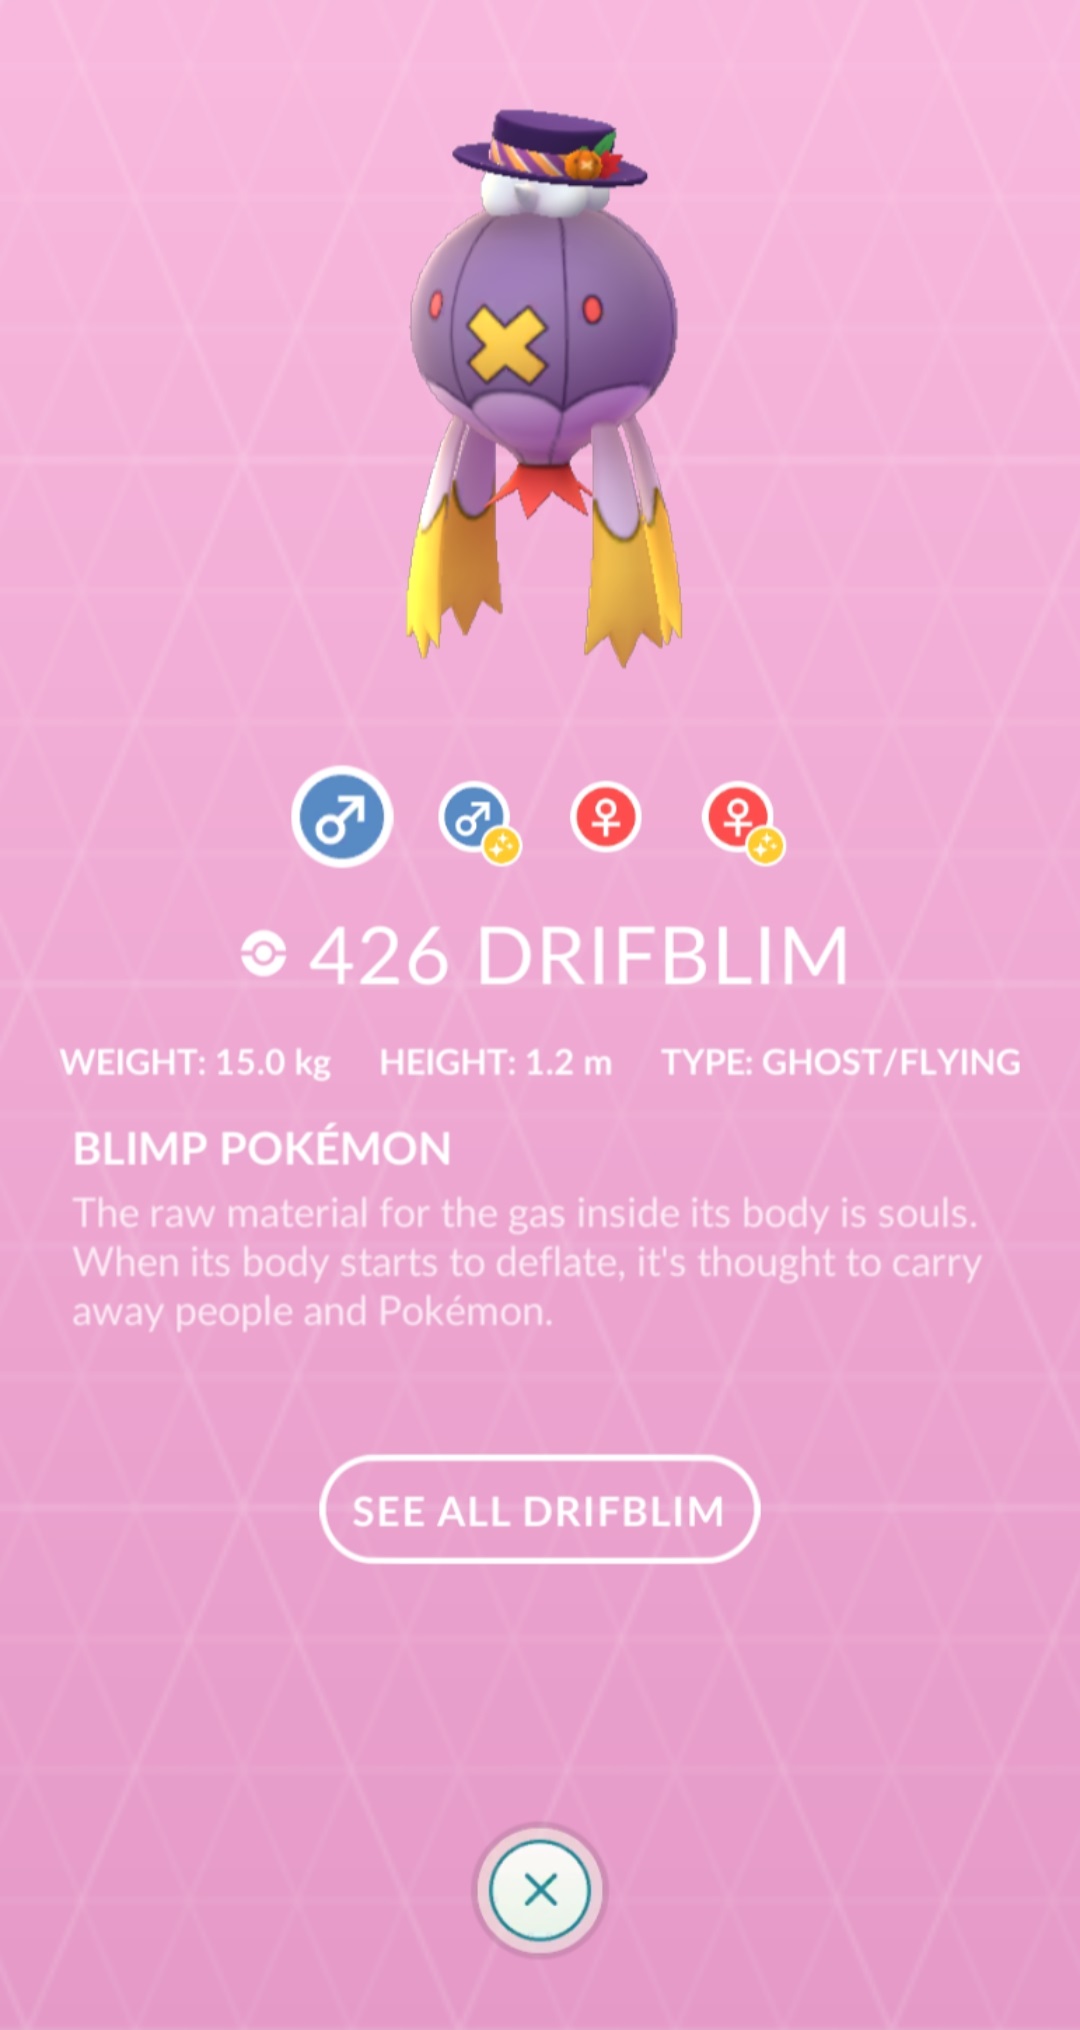 426 DRIFBLIM
WEIGHT: 15.0 kg HEIGHT: 1.2 m TYPE: GHOST/FLYING
BLIMP POKÉMON
The raw material for the gas inside its body is souls.
When its body starts to deflate, it's thought to carry
away people and Pokémon.
SEE ALL DRIFBLIM